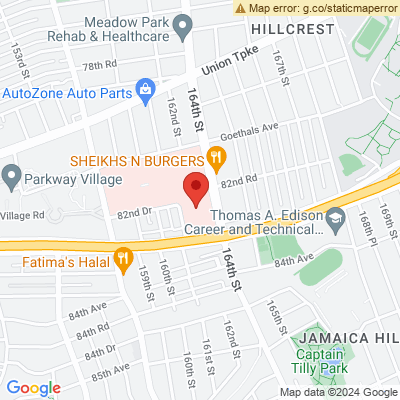 Map error: g.co/staticmaperror
Meadow Park
Rehab & Healthcare
HILLCREST
153rd St
78th Rd
Union Tpke
167th St
AutoZone Auto Parts
162nd St
164th St
Goethals Ave
SHEIKHS N BURGERS
Parkway Village
82nd Rd
169th St
Village Rd
82nd Dr
Thomas A. Edison
Career and Technical...
168th Pl
Fatima's Halal
84th Ave
159th St
160th St
164th St
84th Ave
84th Rd
165th St
162nd St
JAMAICA HIL
84th Dr
161st St
Captain
Tilly Park
85th Ave
160th St
Google
Map data ©2024 Google